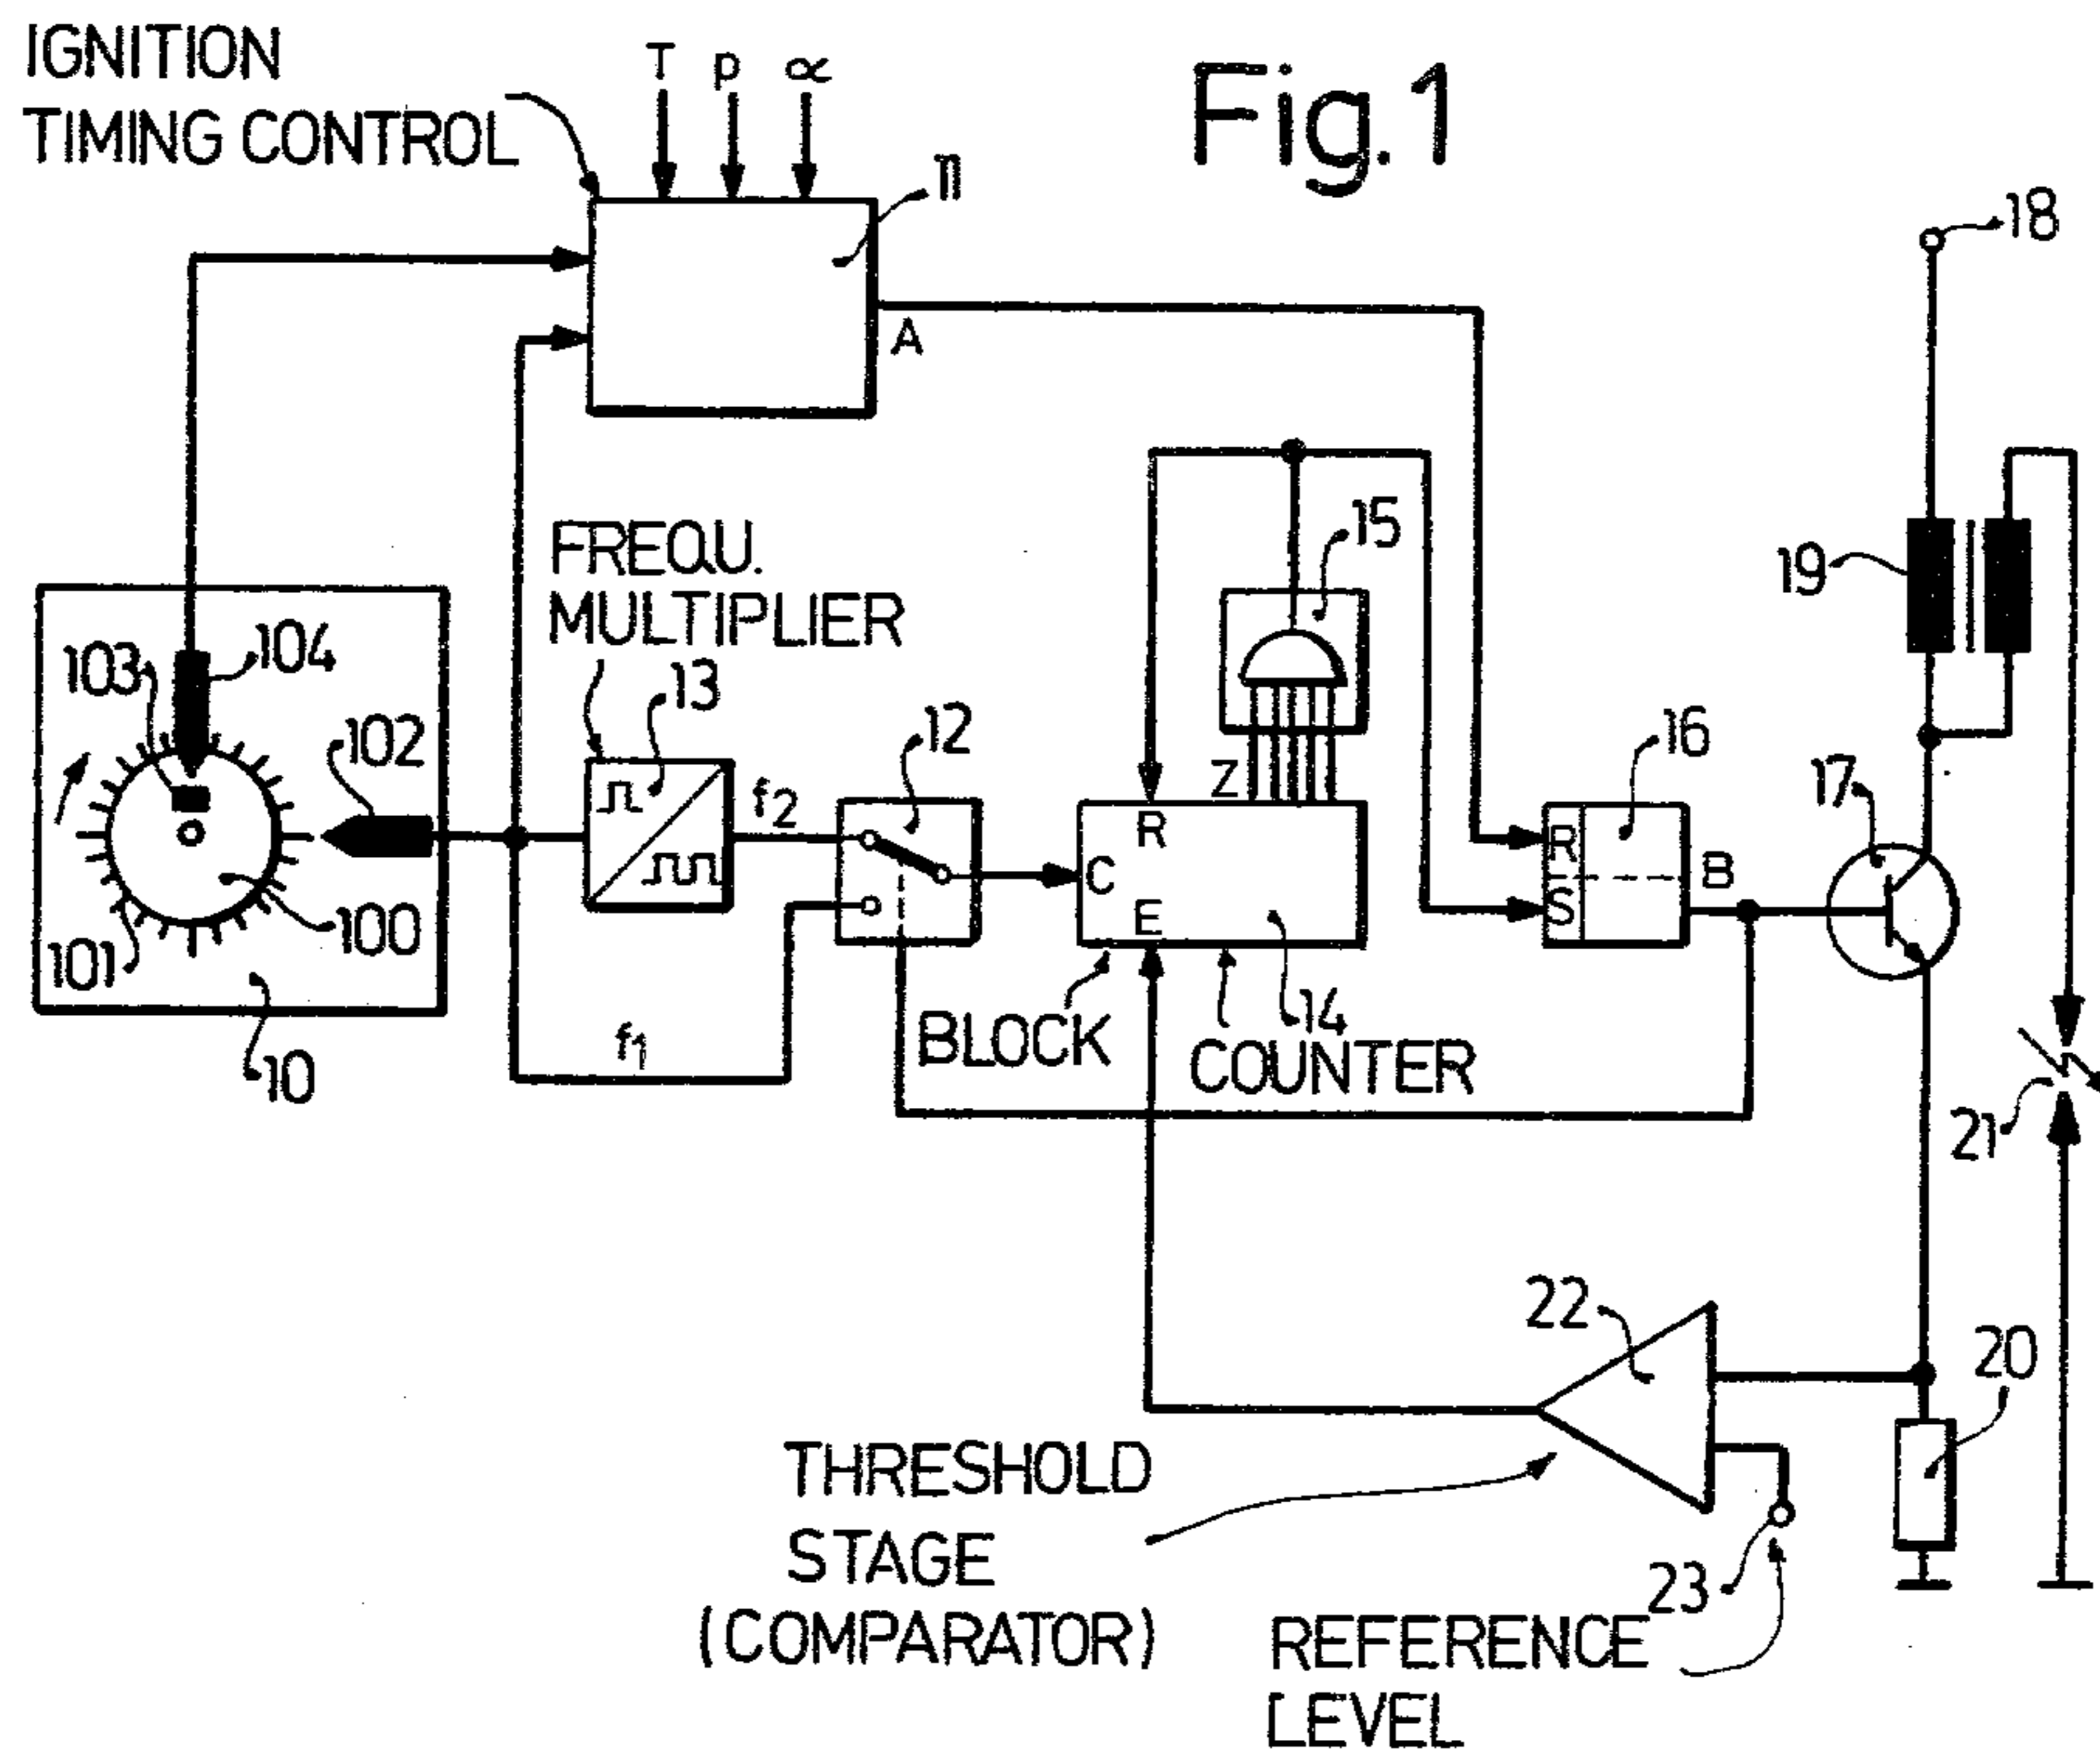 Fig.1
IGNITION
TIMING CONTROL
T
p
α
11
A
18
FREQU.
MULTIPLIER
13
15
19
103
104
102
101
100
10
f2
f1
12
Z
R
C
E
14
BLOCK
COUNTER
16
R
S
B
17
21
22
20
23
THRESHOLD
STAGE
(COMPARATOR)
REFERENCE
LEVEL